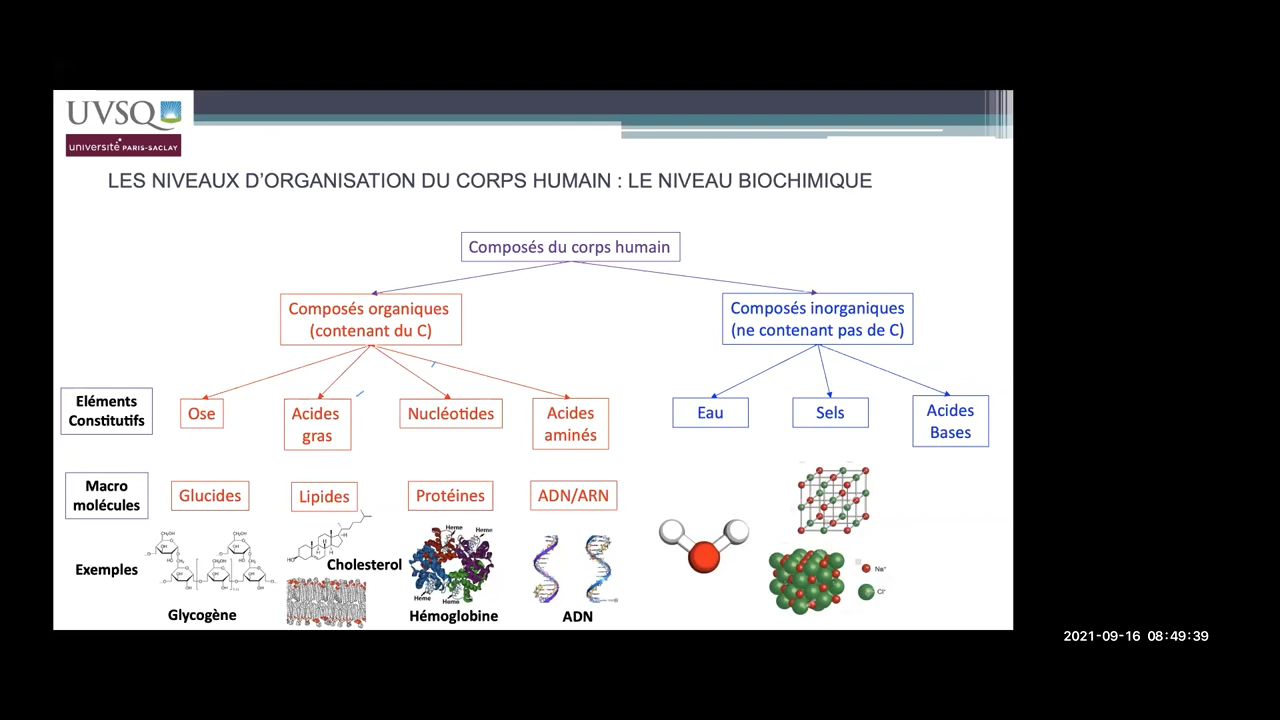 UVSQ
université PARIS-SACLAY
LES NIVEAUX D'ORGANISATION DU CORPS HUMAIN : LE NIVEAU BIOCHIMIQUE
Composés du corps humain
Composés organiques
(contenant du C)
Composés inorganiques
(ne contenant pas de C)
Eléments
Constitutifs
Ose
Acides
gras
Nucléotides
Acides
aminés
Eau
Sels
Acides
Bases
Macro
molécules
Glucides
Lipides
Protéines
ADN/ARN
Exemples
Glycogène
HO
Cholesterol
Heme
Heme
Heme
Heme
Hémoglobine
ADN
Na⁺
Cl⁻
2021-09-16 08:49:39